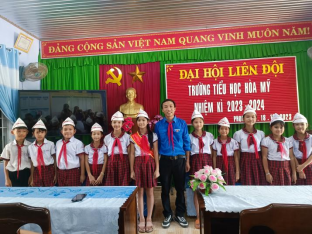 ĐẢNG CỘNG SẢN VIỆT NAM QUANG VINH MUÔN NĂM!
ĐẠI HỘI LIÊN ĐỘI
TRƯỜNG TIỂU HỌC HÒA MỸ
NHIỆM KÌ 2023 - 2024